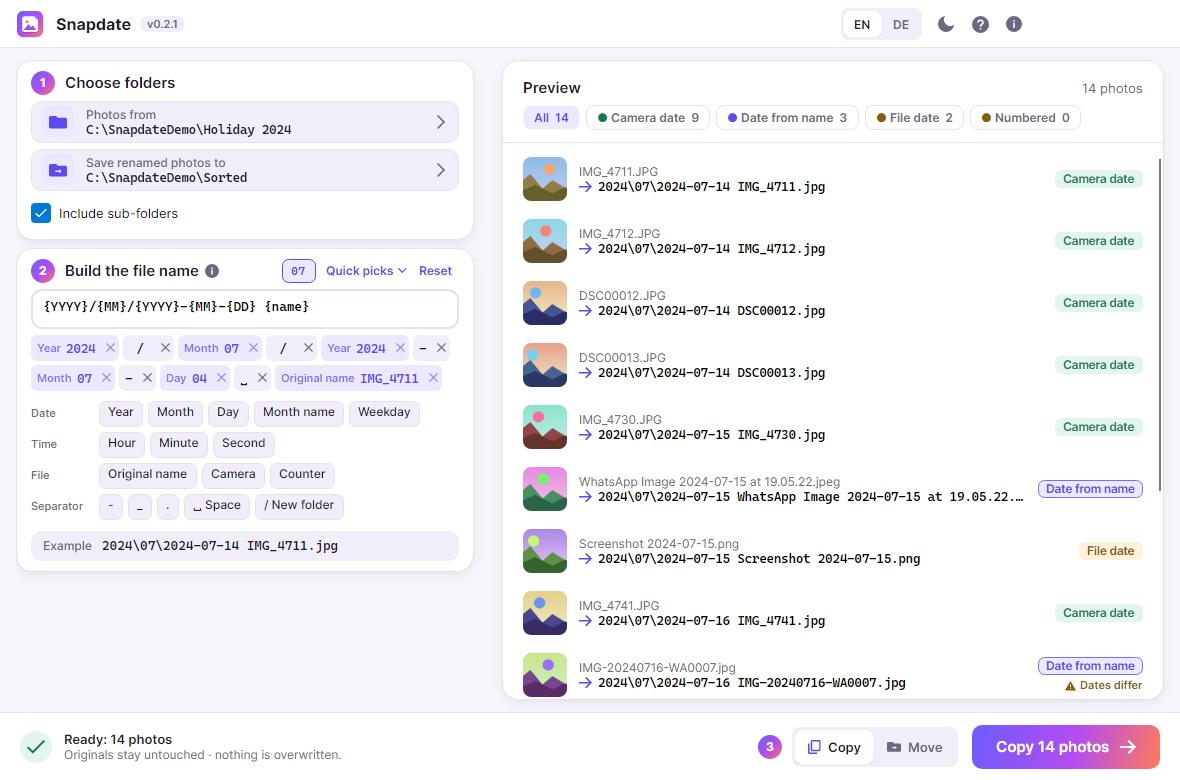 Snapdate v0.2.1
EN DE
1 Choose folders
Photos from
C:\SnapdateDemo\Holiday 2024
Save renamed photos to
C:\SnapdateDemo\Sorted
Include sub-folders
2 Build the file name 07 Quick picks Reset
{YYYY}/{MM}/{YYYY}-{MM}-{DD} {name}
Year 2024 × / × Month 07 × / × Year 2024 × - ×
Month 07 × - × Day 04 × ␣ × Original name IMG_4711 ×
Date Year Month Day Month name Weekday
Time Hour Minute Second
File Original name Camera Counter
Separator - _ . ␣ Space / New folder
Example 2024\07\2024-07-14 IMG_4711.jpg
Preview 14 photos
All 14 Camera date 9 Date from name 3 File date 2 Numbered 0
IMG_4711.JPG
→ 2024\07\2024-07-14 IMG_4711.jpg
Camera date
IMG_4712.JPG
→ 2024\07\2024-07-14 IMG_4712.jpg
Camera date
DSC00012.JPG
→ 2024\07\2024-07-14 DSC00012.jpg
Camera date
DSC00013.JPG
→ 2024\07\2024-07-14 DSC00013.jpg
Camera date
IMG_4730.JPG
→ 2024\07\2024-07-15 IMG_4730.jpg
Camera date
WhatsApp Image 2024-07-15 at 19.05.22.jpeg
→ 2024\07\2024-07-15 WhatsApp Image 2024-07-15 at 19.05.22.…
Date from name
Screenshot 2024-07-15.png
→ 2024\07\2024-07-15 Screenshot 2024-07-15.png
File date
IMG_4741.JPG
→ 2024\07\2024-07-16 IMG_4741.jpg
Camera date
IMG-20240716-WA0007.jpg
→ 2024\07\2024-07-16 IMG-20240716-WA0007.jpg
Date from name
Dates differ
Ready: 14 photos
Originals stay untouched · nothing is overwritten.
3 Copy Move
Copy 14 photos →